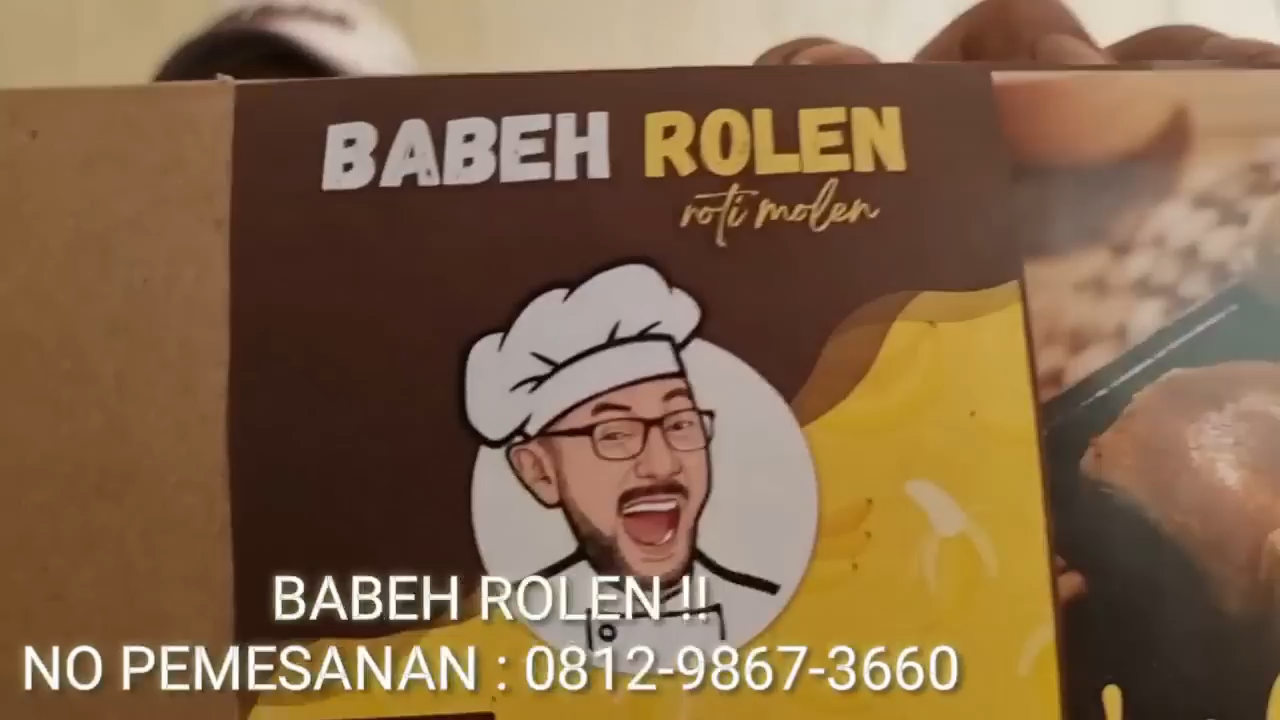 BABEH ROLEN
roti molen
BABEH ROLEN !!
NO PEMESANAN : 0812-9867-3660